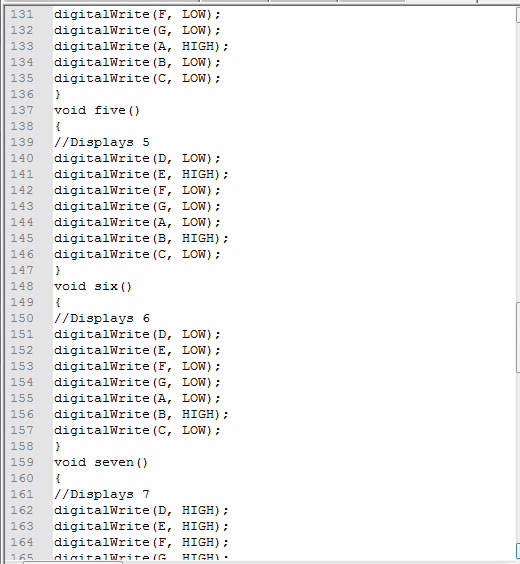 131 digitalWrite(F, LOW);
132 digitalWrite(G, LOW);
133 digitalWrite(A, HIGH);
134 digitalWrite(B, LOW);
135 digitalWrite(C, LOW);
136 }
137 void five()
138 {
139 //Displays 5
140 digitalWrite(D, LOW);
141 digitalWrite(E, HIGH);
142 digitalWrite(F, LOW);
143 digitalWrite(G, LOW);
144 digitalWrite(A, LOW);
145 digitalWrite(B, HIGH);
146 digitalWrite(C, LOW);
147 }
148 void six()
149 {
150 //Displays 6
151 digitalWrite(D, LOW);
152 digitalWrite(E, LOW);
153 digitalWrite(F, LOW);
154 digitalWrite(G, LOW);
155 digitalWrite(A, LOW);
156 digitalWrite(B, HIGH);
157 digitalWrite(C, LOW);
158 }
159 void seven()
160 {
161 //Displays 7
162 digitalWrite(D, HIGH);
163 digitalWrite(E, HIGH);
164 digitalWrite(F, HIGH);
165 digitalWrite(G, HIGH);